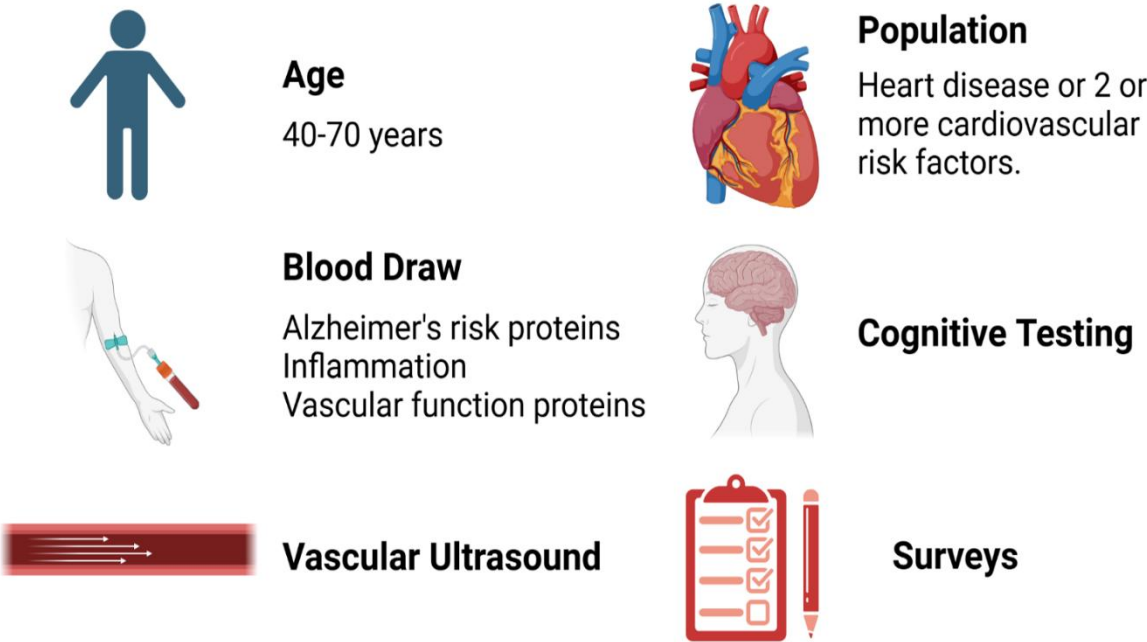 Age
40-70 years
Population
Heart disease or 2 or
more cardiovascular
risk factors.
Blood Draw
Alzheimer's risk proteins
Inflammation
Vascular function proteins
Cognitive Testing
Vascular Ultrasound
Surveys